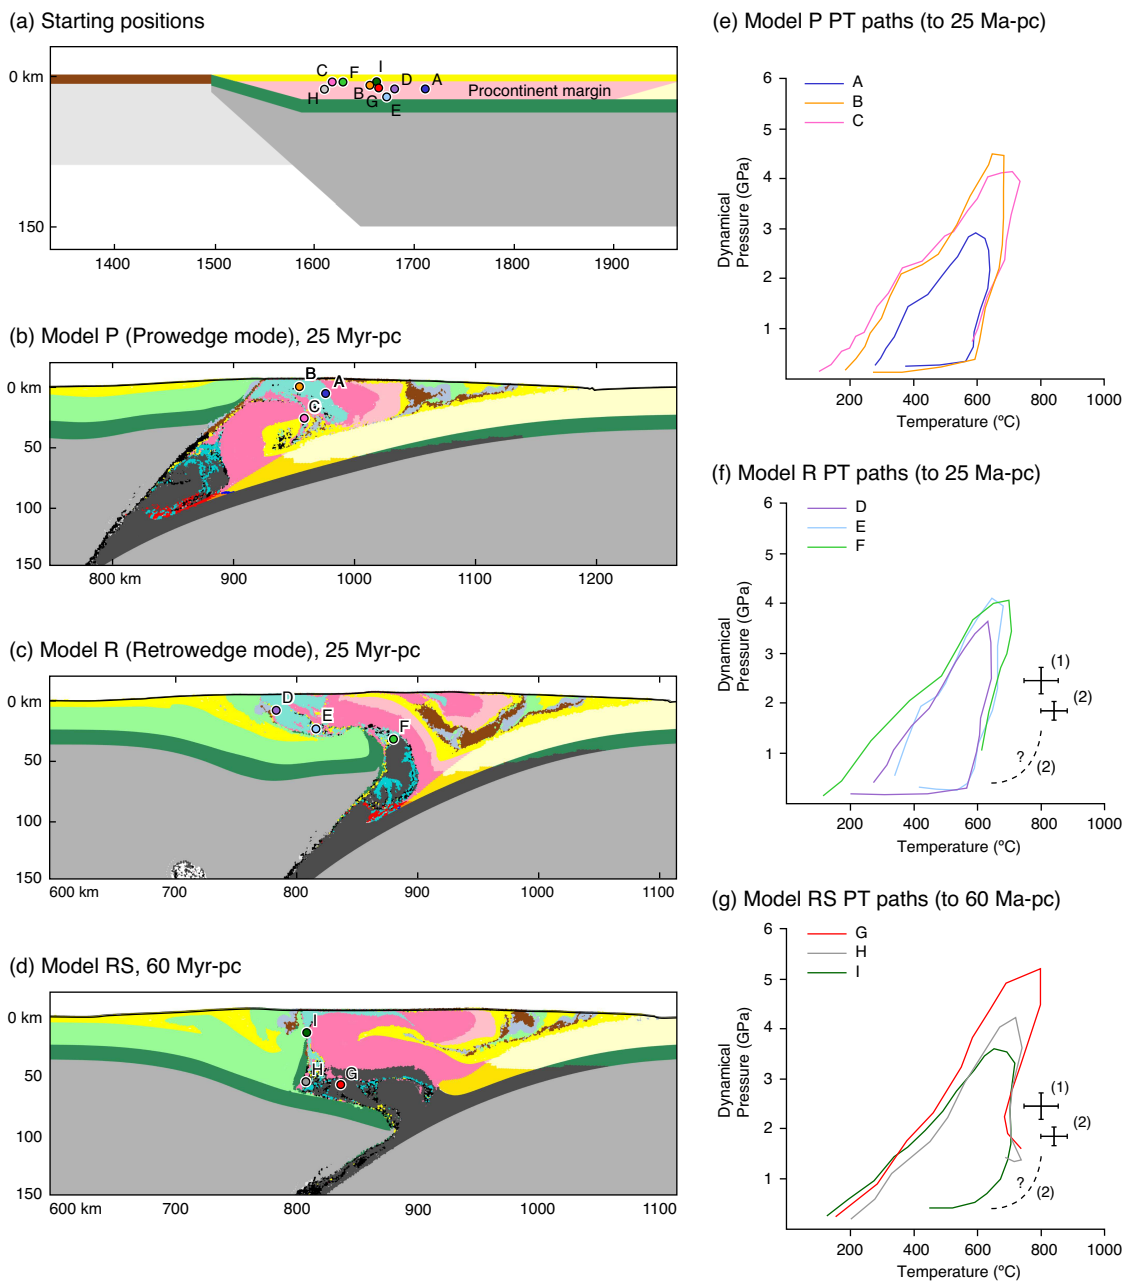 (a) Starting positions
0 km
150
C F I D A
H B G E
Procontinent margin
1400 1500 1600 1700 1800 1900
(b) Model P (Prowedge mode), 25 Myr-pc
0 km
50
100
150
B A
C
800 km 900 1000 1100 1200
(c) Model R (Retrowedge mode), 25 Myr-pc
0 km
50
100
150
D E F
600 km 700 800 900 1000 1100
(d) Model RS, 60 Myr-pc
0 km
50
100
150
I
H G
600 km 700 800 900 1000 1100
(e) Model P PT paths (to 25 Ma-pc)
A
B
C
6
5
4
3
2
1
Dynamical
Pressure (GPa)
200 400 600 800 1000
Temperature (ºC)
(f) Model R PT paths (to 25 Ma-pc)
D
E
F
6
5
4
3
2
1
Dynamical
Pressure (GPa)
(1)
(2)
?
(2)
200 400 600 800 1000
Temperature (ºC)
(g) Model RS PT paths (to 60 Ma-pc)
G
H
I
6
5
4
3
2
1
Dynamical
Pressure (GPa)
(1)
(2)
?
(2)
200 400 600 800 1000
Temperature (ºC)